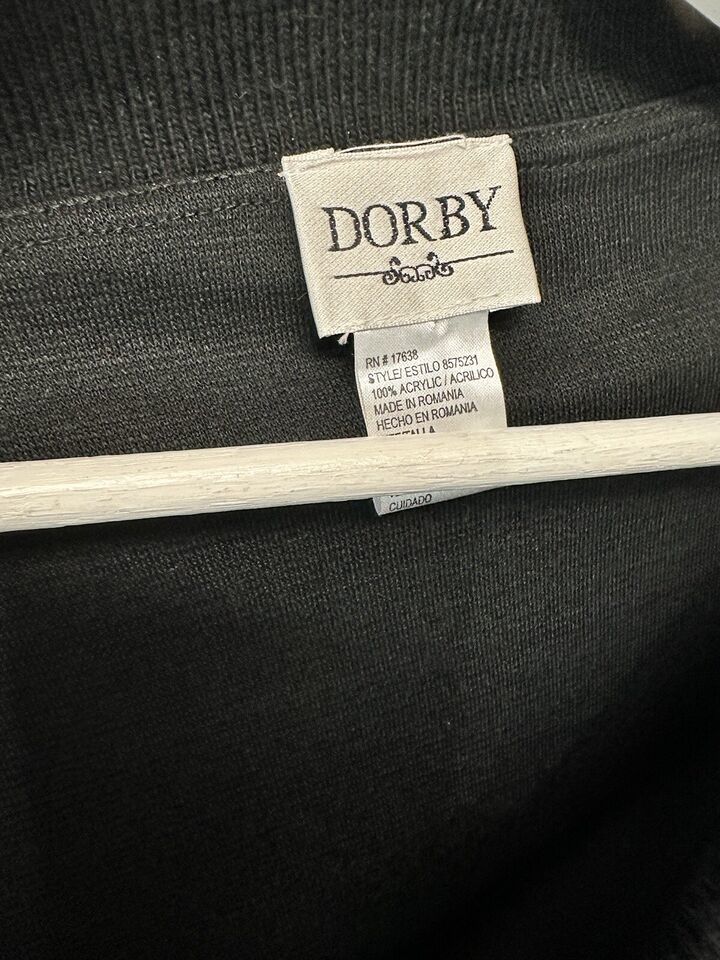 DORBY
RN # 17638
STYLE/ ESTILO 8575231
100% ACRYLIC / ACRILICO
MADE IN ROMANIA
HECHO EN ROMANIA
CUIDADO